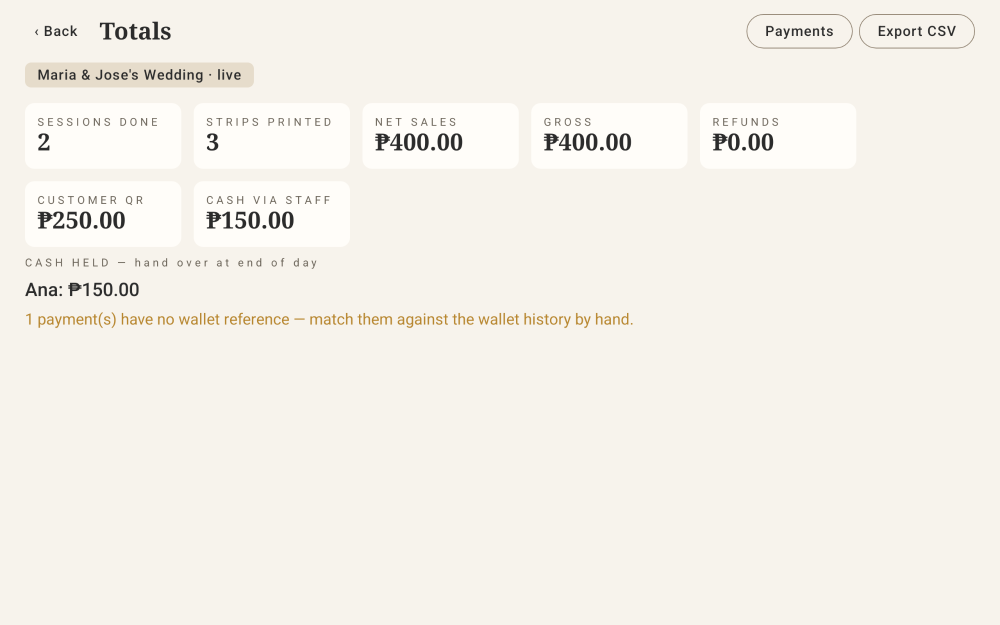 ‹ Back
Totals
Payments
Export CSV
Maria & Jose's Wedding · live
SESSIONS DONE
2
STRIPS PRINTED
3
NET SALES
₱400.00
GROSS
₱400.00
REFUNDS
₱0.00
CUSTOMER QR
₱250.00
CASH VIA STAFF
₱150.00
CASH HELD — hand over at end of day
Ana: ₱150.00
1 payment(s) have no wallet reference — match them against the wallet history by hand.